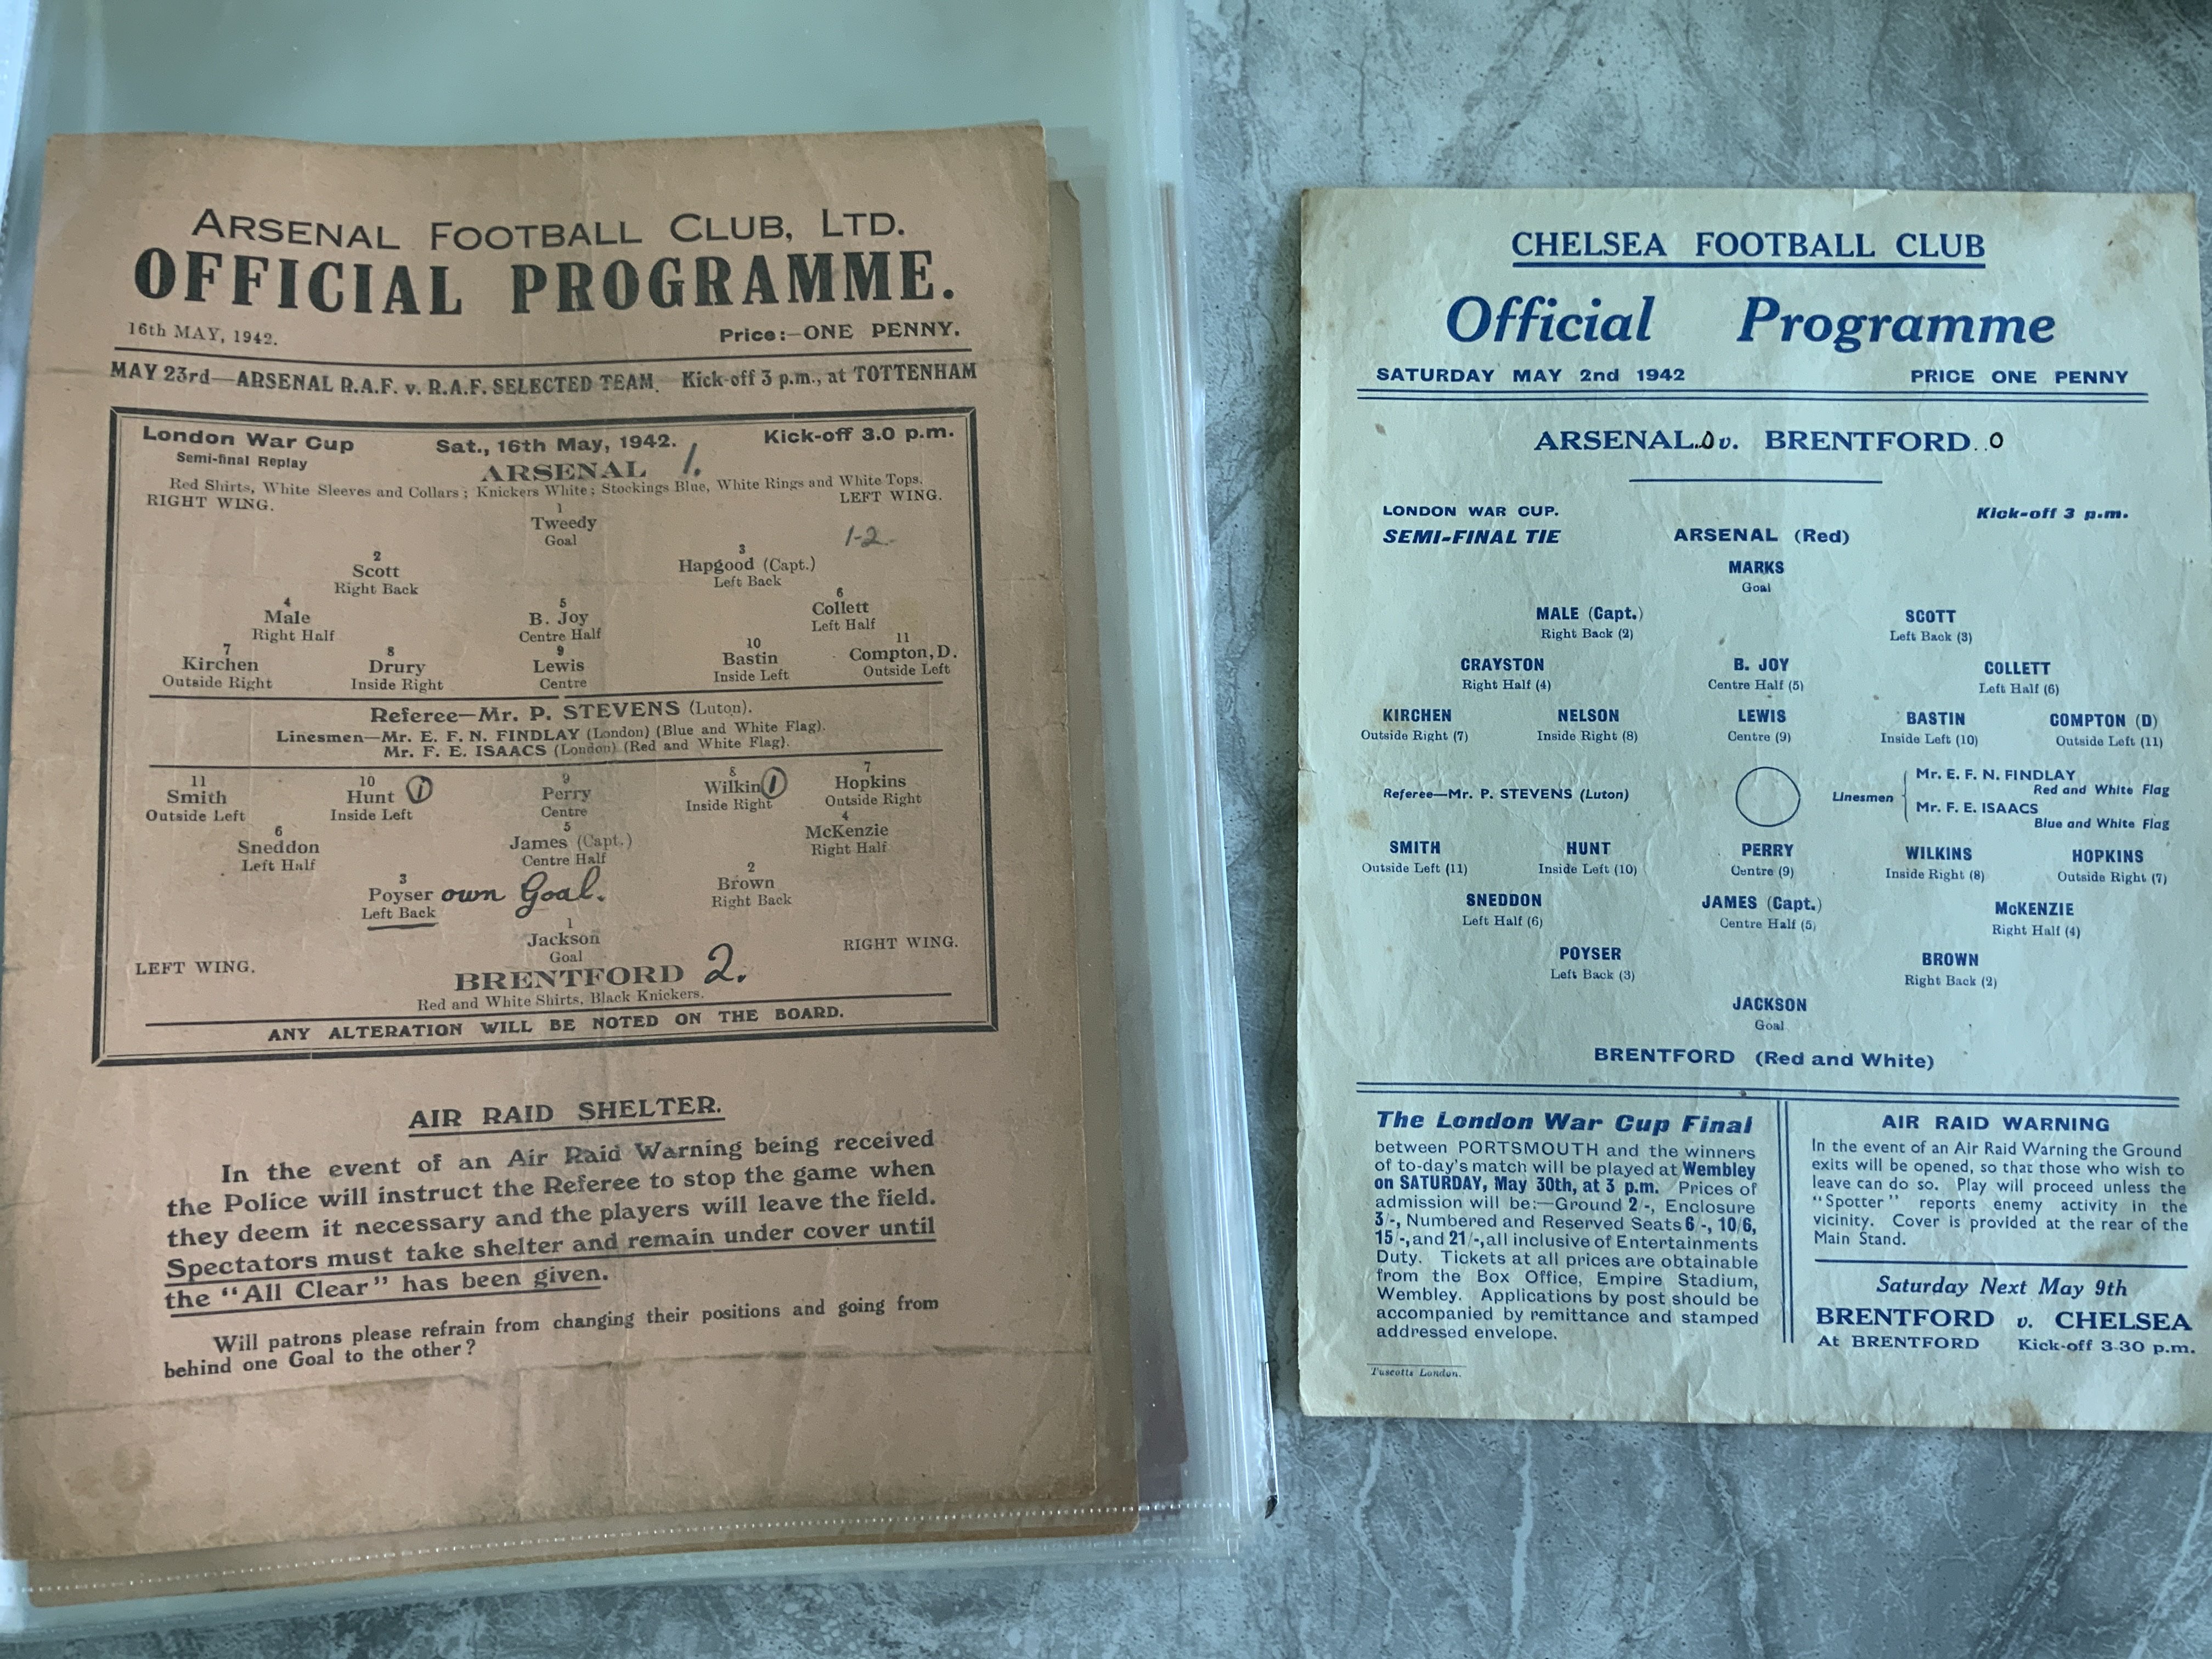 ARSENAL FOOTBALL CLUB, LTD.
OFFICIAL PROGRAMME.
16th MAY, 1942. Price:—ONE PENNY.
MAY 23rd—ARSENAL R.A.F. v. R.A.F. SELECTED TEAM. Kick-off 3 p.m., at TOTTENHAM
London War Cup Sat., 16th May, 1942. Kick-off 3.0 p.m.
Semi-final Replay
ARSENAL 1.
Red Shirts, White Sleeves and Collars; Knickers White; Stockings Blue, White Rings and White Tops.
RIGHT WING. LEFT WING.
1
Tweedy
Goal
1-2.
2 3
Scott Hapgood (Capt.)
Right Back Left Back
4 5 6
Male B. Joy Collett
Right Half Centre Half Left Half
7 8 9 10 11
Kirchen Drury Lewis Bastin Compton, D.
Outside Right Inside Right Centre Inside Left Outside Left
Referee—Mr. P. STEVENS (Luton).
Linesmen—Mr. E. F. N. FINDLAY (London) (Blue and White Flag).
Mr. F. E. ISAACS (London) (Red and White Flag).
11 10 9 8 7
Smith Hunt 1 Perry Wilkin 1 Hopkins
Outside Left Inside Left Centre Inside Right Outside Right
6 5 4
Sneddon James (Capt.) McKenzie
Left Half Centre Half Right Half
3 2
Poyser own Goal. Brown
Left Back Right Back
1
Jackson
Goal
LEFT WING. RIGHT WING.
BRENTFORD 2.
Red and White Shirts, Black Knickers.
ANY ALTERATION WILL BE NOTED ON THE BOARD.
AIR RAID SHELTER.
In the event of an Air Raid Warning being received
the Police will instruct the Referee to stop the game when
they deem it necessary and the players will leave the field.
Spectators must take shelter and remain under cover until
the "All Clear" has been given.
Will patrons please refrain from changing their positions and going from
behind one Goal to the other?
CHELSEA FOOTBALL CLUB
Official Programme
SATURDAY MAY 2nd 1942 PRICE ONE PENNY
ARSENAL..0 v. BRENTFORD..0
LONDON WAR CUP. Kick-off 3 p.m.
SEMI-FINAL TIE ARSENAL (Red)
MARKS
Goal
MALE (Capt.) SCOTT
Right Back (2) Left Back (3)
CRAYSTON B. JOY COLLETT
Right Half (4) Centre Half (5) Left Half (6)
KIRCHEN NELSON LEWIS BASTIN COMPTON (D)
Outside Right (7) Inside Right (8) Centre (9) Inside Left (10) Outside Left (11)
Referee—Mr. P. STEVENS (Luton) Linesmen
Mr. E. F. N. FINDLAY
Red and White Flag
Mr. F. E. ISAACS
Blue and White Flag
SMITH HUNT PERRY WILKINS HOPKINS
Outside Left (11) Inside Left (10) Centre (9) Inside Right (8) Outside Right (7)
SNEDDON JAMES (Capt.) McKENZIE
Left Half (6) Centre Half (5) Right Half (4)
POYSER BROWN
Left Back (3) Right Back (2)
JACKSON
Goal
BRENTFORD (Red and White)
The London War Cup Final
between PORTSMOUTH and the winners
of to-day's match will be played at Wembley
on SATURDAY, May 30th, at 3 p.m. Prices of
admission will be:—Ground 2/-, Enclosure
3/-, Numbered and Reserved Seats 6/-, 10/6,
15/-, and 21/-, all inclusive of Entertainments
Duty. Tickets at all prices are obtainable
from the Box Office, Empire Stadium,
Wembley. Applications by post should be
accompanied by remittance and stamped
addressed envelope.
Tuscotts London.
AIR RAID WARNING
In the event of an Air Raid Warning the Ground
exits will be opened, so that those who wish to
leave can do so. Play will proceed unless the
"Spotter" reports enemy activity in the
vicinity. Cover is provided at the rear of the
Main Stand.
Saturday Next May 9th
BRENTFORD v. CHELSEA
At BRENTFORD Kick-off 3-30 p.m.